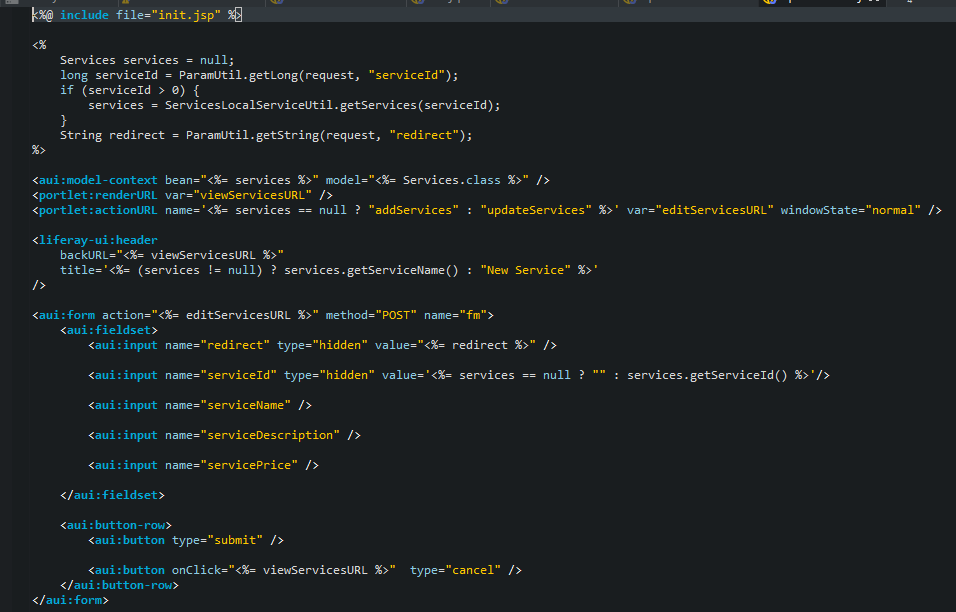 <%@ include file="init.jsp" %>
<%
Services services = null;
long serviceId = ParamUtil.getLong(request, "serviceId");
if (serviceId > 0) {
services = ServicesLocalServiceUtil.getServices(serviceId);
}
String redirect = ParamUtil.getString(request, "redirect");
%>
<aui:model-context bean="<%= services %>" model="<%= Services.class %>" />
<portlet:renderURL var="viewServicesURL" />
<portlet:actionURL name='<%= services == null ? "addServices" : "updateServices" %>' var="editServicesURL" windowState="normal" />
<liferay-ui:header
backURL="<%= viewServicesURL %>"
title='<%= (services != null) ? services.getServiceName() : "New Service" %>'
/>
<aui:form action="<%= editServicesURL %>" method="POST" name="fm">
<aui:fieldset>
<aui:input name="redirect" type="hidden" value="<%= redirect %>" />
<aui:input name="serviceId" type="hidden" value='<%= services == null ? "" : services.getServiceId() %>'/>
<aui:input name="serviceName" />
<aui:input name="serviceDescription" />
<aui:input name="servicePrice" />
</aui:fieldset>
<aui:button-row>
<aui:button type="submit" />
<aui:button onClick="<%= viewServicesURL %>"  type="cancel" />
</aui:button-row>
</aui:form>